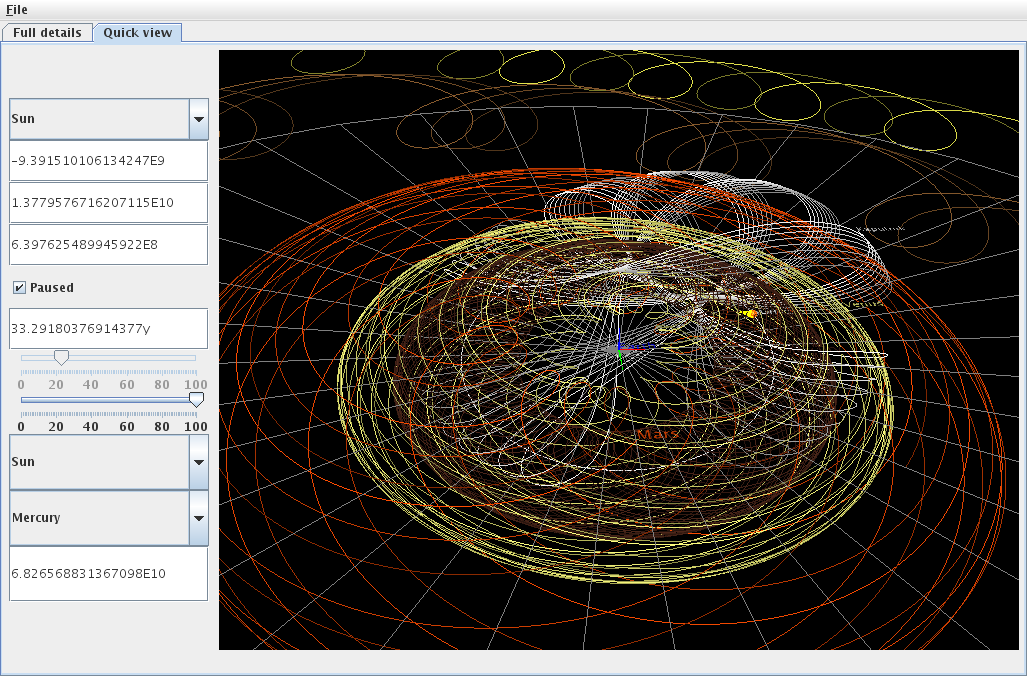 File
Full details Quick view
Sun
-9.391510106134247E9
1.3779576716207115E10
6.397625489945922E8
Paused
33.29180376914377y
0 20 40 60 80 100
0 20 40 60 80 100
Sun
Mercury
6.826568831367098E10
Mars